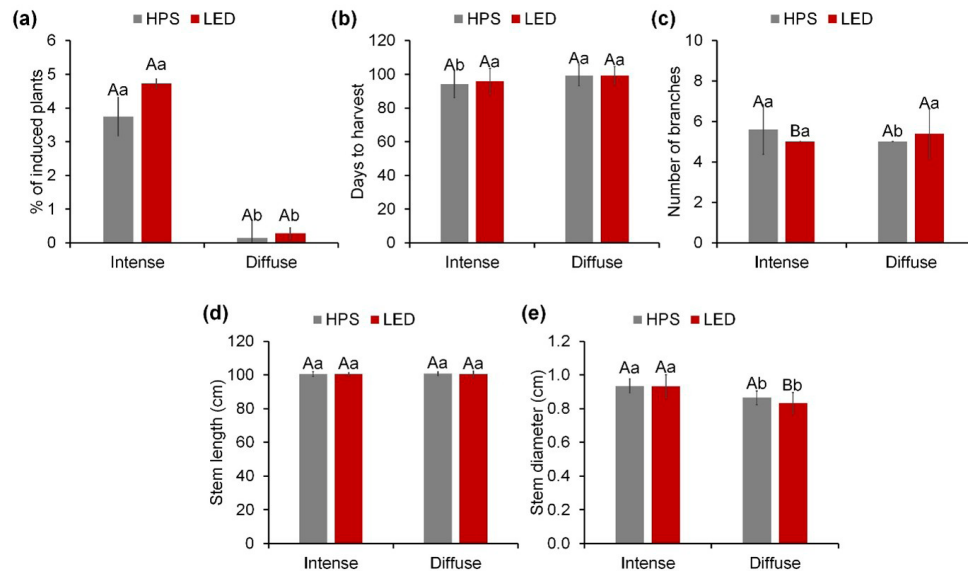 (a)
HPS LED
% of induced plants
5
4
3
2
1
0
Aa
Aa
Ab
Ab
Intense
Diffuse
(b)
HPS LED
Days to harvest
120
100
80
60
40
20
0
Ab
Aa
Aa
Aa
Intense
Diffuse
(c)
HPS LED
Number of branches
10
8
6
4
2
0
Aa
Ba
Ab
Aa
Intense
Diffuse
(d)
HPS LED
Stem length (cm)
120
100
80
60
40
20
0
Aa
Aa
Aa
Aa
Intense
Diffuse
(e)
HPS LED
Stem diameter (cm)
1.2
1.0
0.8
0.6
0.4
0.2
0.0
Aa
Aa
Ab
Bb
Intense
Diffuse